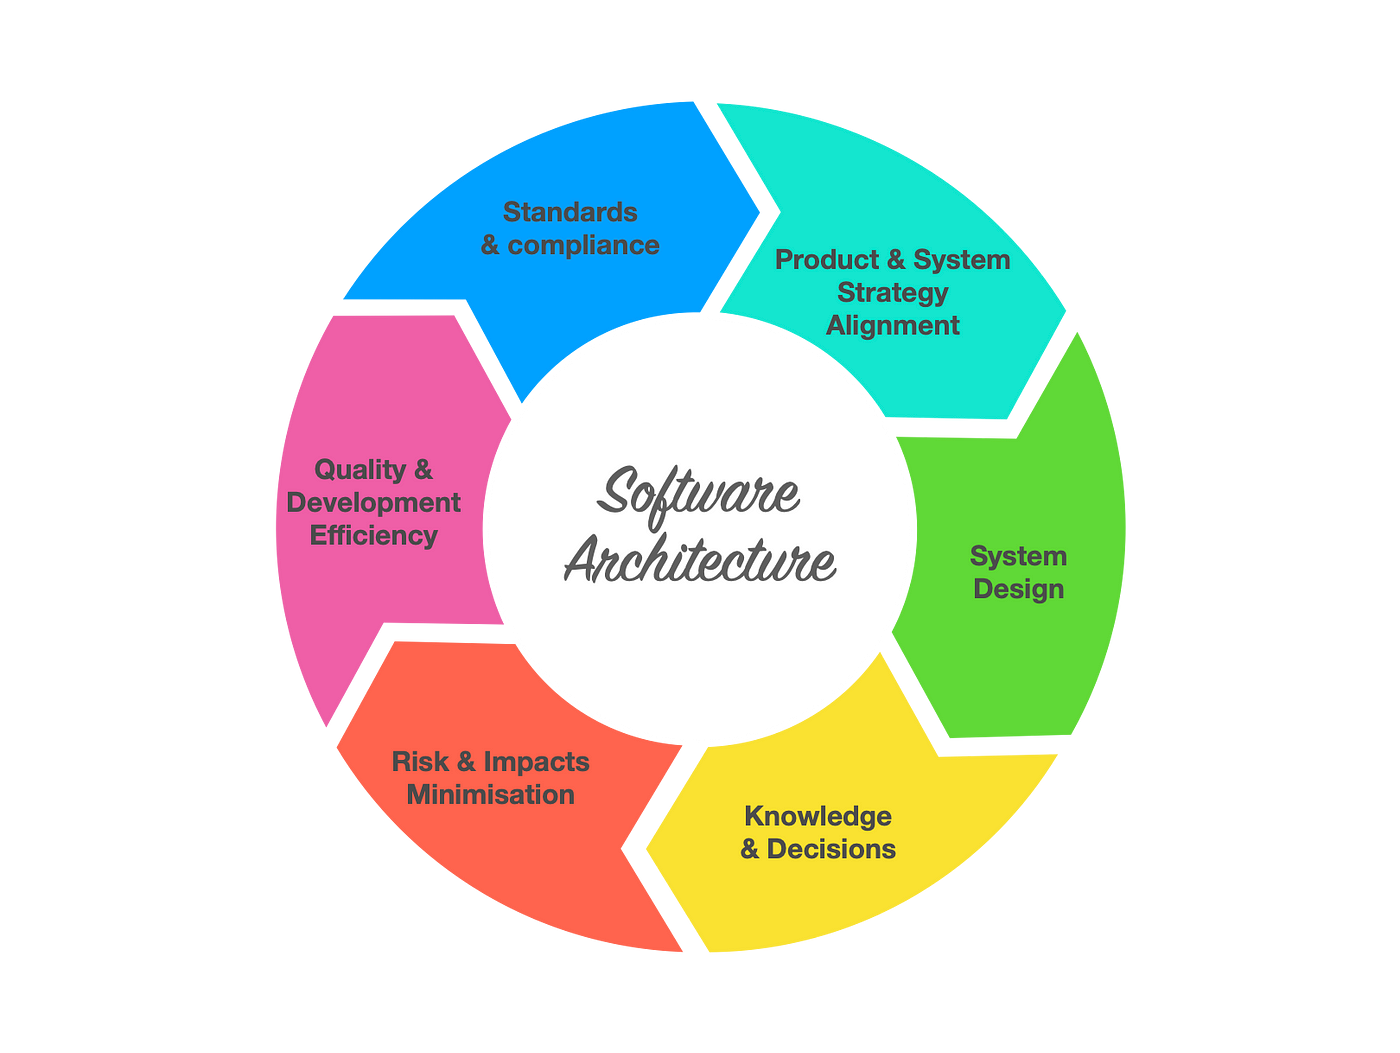 Standards
& compliance
Product & System
Strategy
Alignment
System
Design
Knowledge
& Decisions
Risk & Impacts
Minimisation
Quality &
Development
Efficiency
Software
Architecture